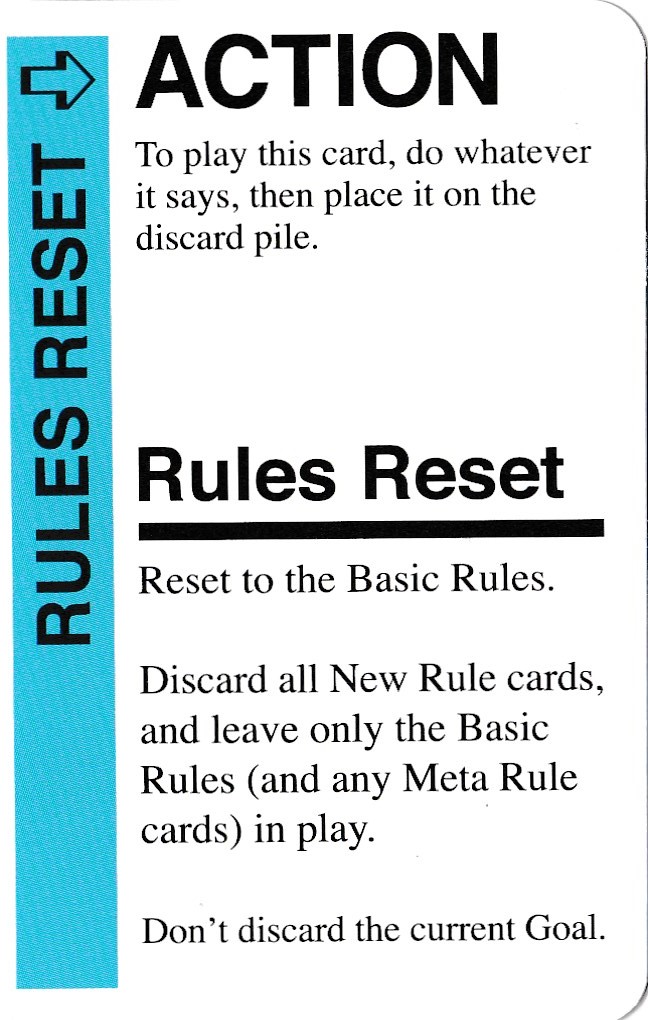 RULES RESET
ACTION
To play this card, do whatever
it says, then place it on the
discard pile.
Rules Reset
Reset to the Basic Rules.
Discard all New Rule cards,
and leave only the Basic
Rules (and any Meta Rule
cards) in play.
Don't discard the current Goal.